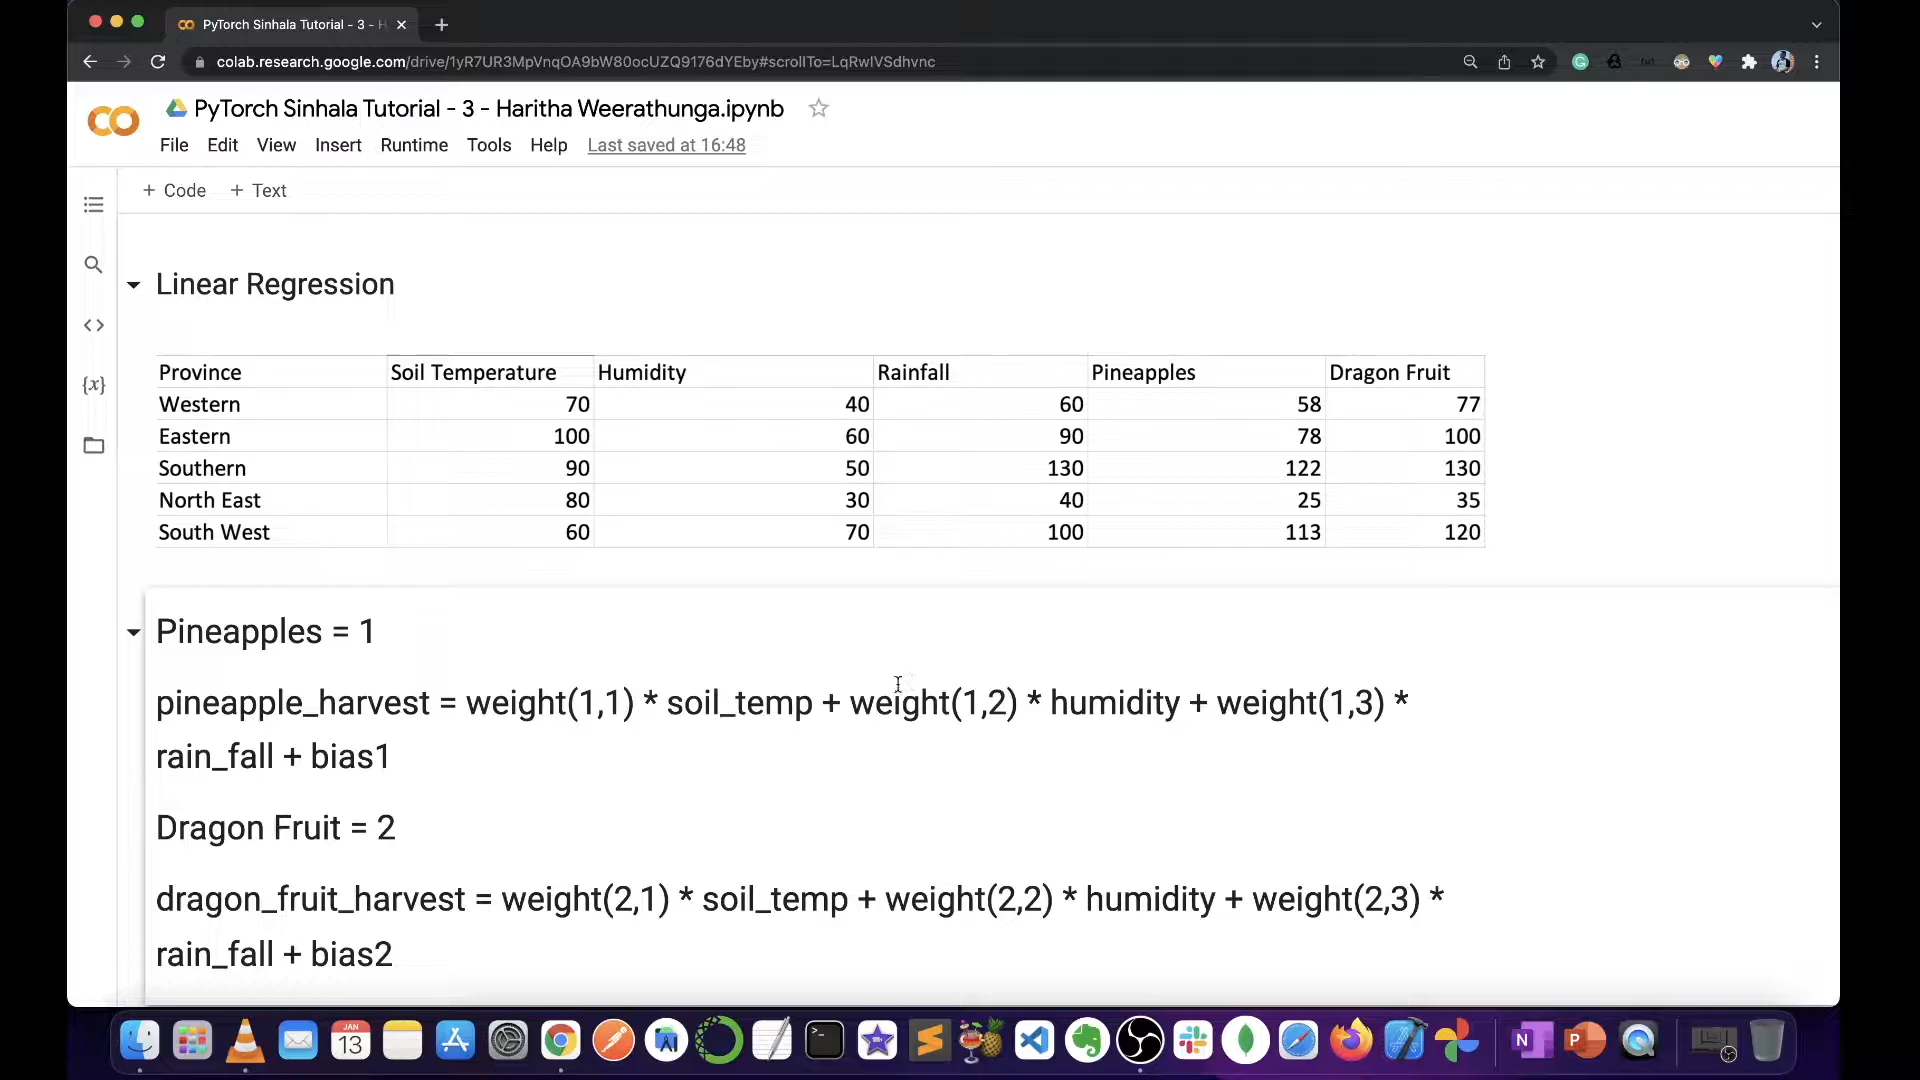 PyTorch Sinhala Tutorial - 3 - H
colab.research.google.com/drive/1yR7UR3MpVnqOA9bW80ocUZQ9176dYEby#scrollTo=LqRwIVSdhvnc
PyTorch Sinhala Tutorial - 3 - Haritha Weerathunga.ipynb
File Edit View Insert Runtime Tools Help Last saved at 16:48
+ Code + Text
Linear Regression
Province Soil Temperature Humidity Rainfall Pineapples Dragon Fruit
Western 70 40 60 58 77
Eastern 100 60 90 78 100
Southern 90 50 130 122 130
North East 80 30 40 25 35
South West 60 70 100 113 120
Pineapples = 1
pineapple_harvest = weight(1,1) * soil_temp + weight(1,2) * humidity + weight(1,3) *
rain_fall + bias1
Dragon Fruit = 2
dragon_fruit_harvest = weight(2,1) * soil_temp + weight(2,2) * humidity + weight(2,3) *
rain_fall + bias2
JAN
13